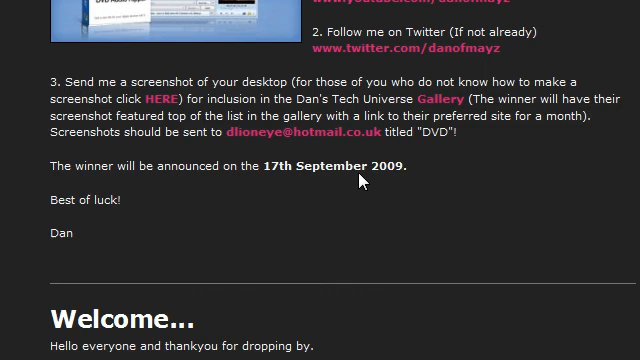 www.youtube.com/danofmayz
2. Follow me on Twitter (If not already)
www.twitter.com/danofmayz
3. Send me a screenshot of your desktop (for those of you who do not know how to make a
screenshot click HERE) for inclusion in the Dan's Tech Universe Gallery (The winner will have their
screenshot featured top of the list in the gallery with a link to their preferred site for a month).
Screenshots should be sent to dlioneye@hotmail.co.uk titled "DVD"!
The winner will be announced on the 17th September 2009.
Best of luck!
Dan
Welcome...
Hello everyone and thankyou for dropping by.